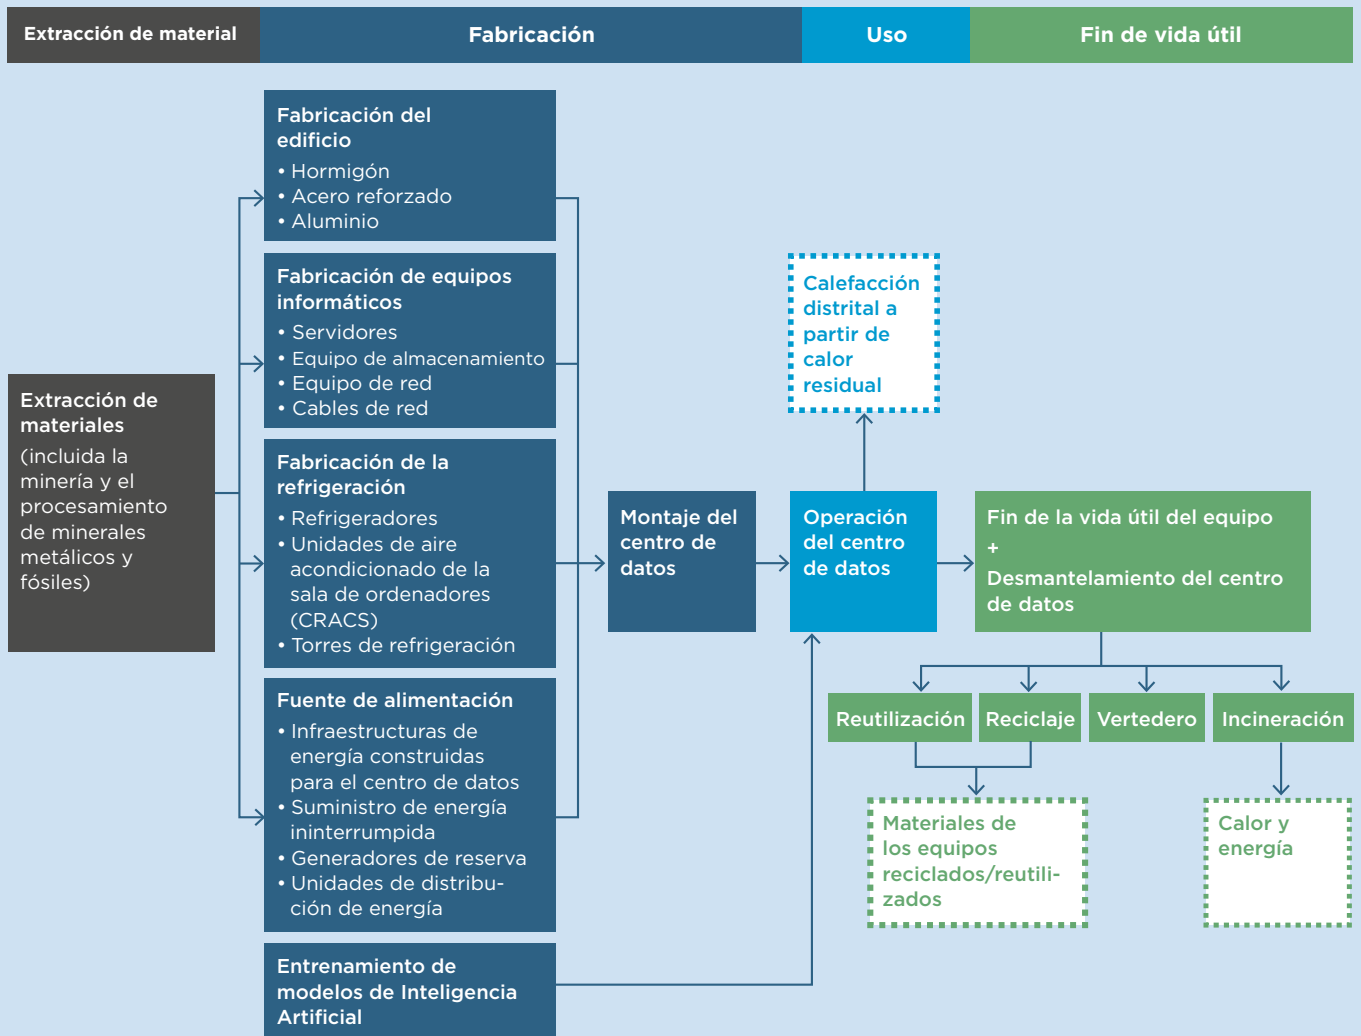 Extracción de material
Fabricación
Uso
Fin de vida útil
Extracción de
materiales
(incluida la
minería y el
procesamiento
de minerales
metálicos y
fósiles)
Fabricación del
edificio
• Hormigón
• Acero reforzado
• Aluminio
Fabricación de equipos
informáticos
• Servidores
• Equipo de almacenamiento
• Equipo de red
• Cables de red
Fabricación de la
refrigeración
• Refrigeradores
• Unidades de aire
acondicionado de la
sala de ordenadores
(CRACS)
• Torres de refrigeración
Fuente de alimentación
• Infraestructuras de
energía construidas
para el centro de datos
• Suministro de energía
ininterrumpida
• Generadores de reserva
• Unidades de distribu-
ción de energía
Entrenamiento de
modelos de Inteligencia
Artificial
Montaje del
centro de
datos
Calefacción
distrital a
partir de
calor
residual
Operación
del centro
de datos
Fin de la vida útil del equipo
+
Desmantelamiento del centro
de datos
Reutilización
Reciclaje
Vertedero
Incineración
Materiales de
los equipos
reciclados/reutili-
zados
Calor y
energía